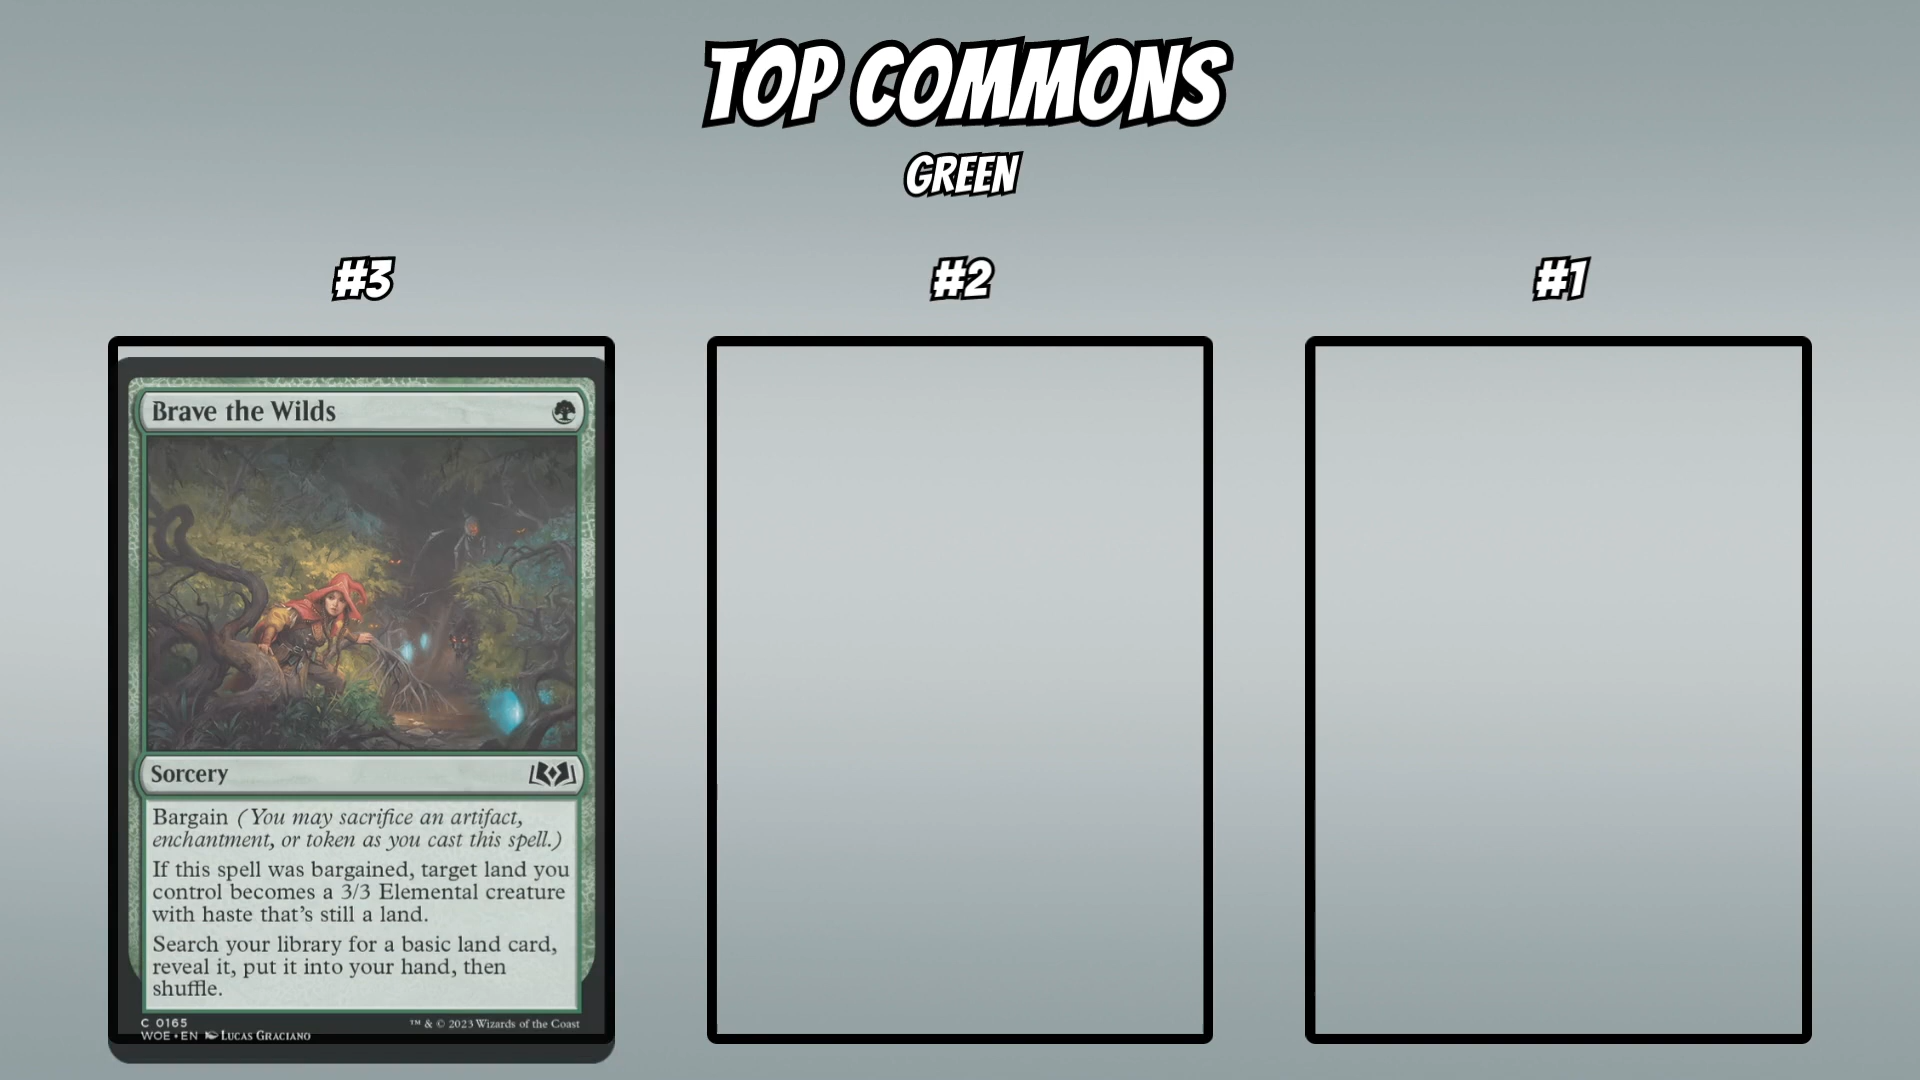 TOP COMMONS
GREEN
#3
#2
#1
Brave the Wilds
Sorcery
Bargain (You may sacrifice an artifact,
enchantment, or token as you cast this spell.)
If this spell was bargained, target land you
control becomes a 3/3 Elemental creature
with haste that's still a land.
Search your library for a basic land card,
reveal it, put it into your hand, then
shuffle.
C 0165
™ & © 2023 Wizards of the Coast
WOE • EN LUCAS GRACIANO